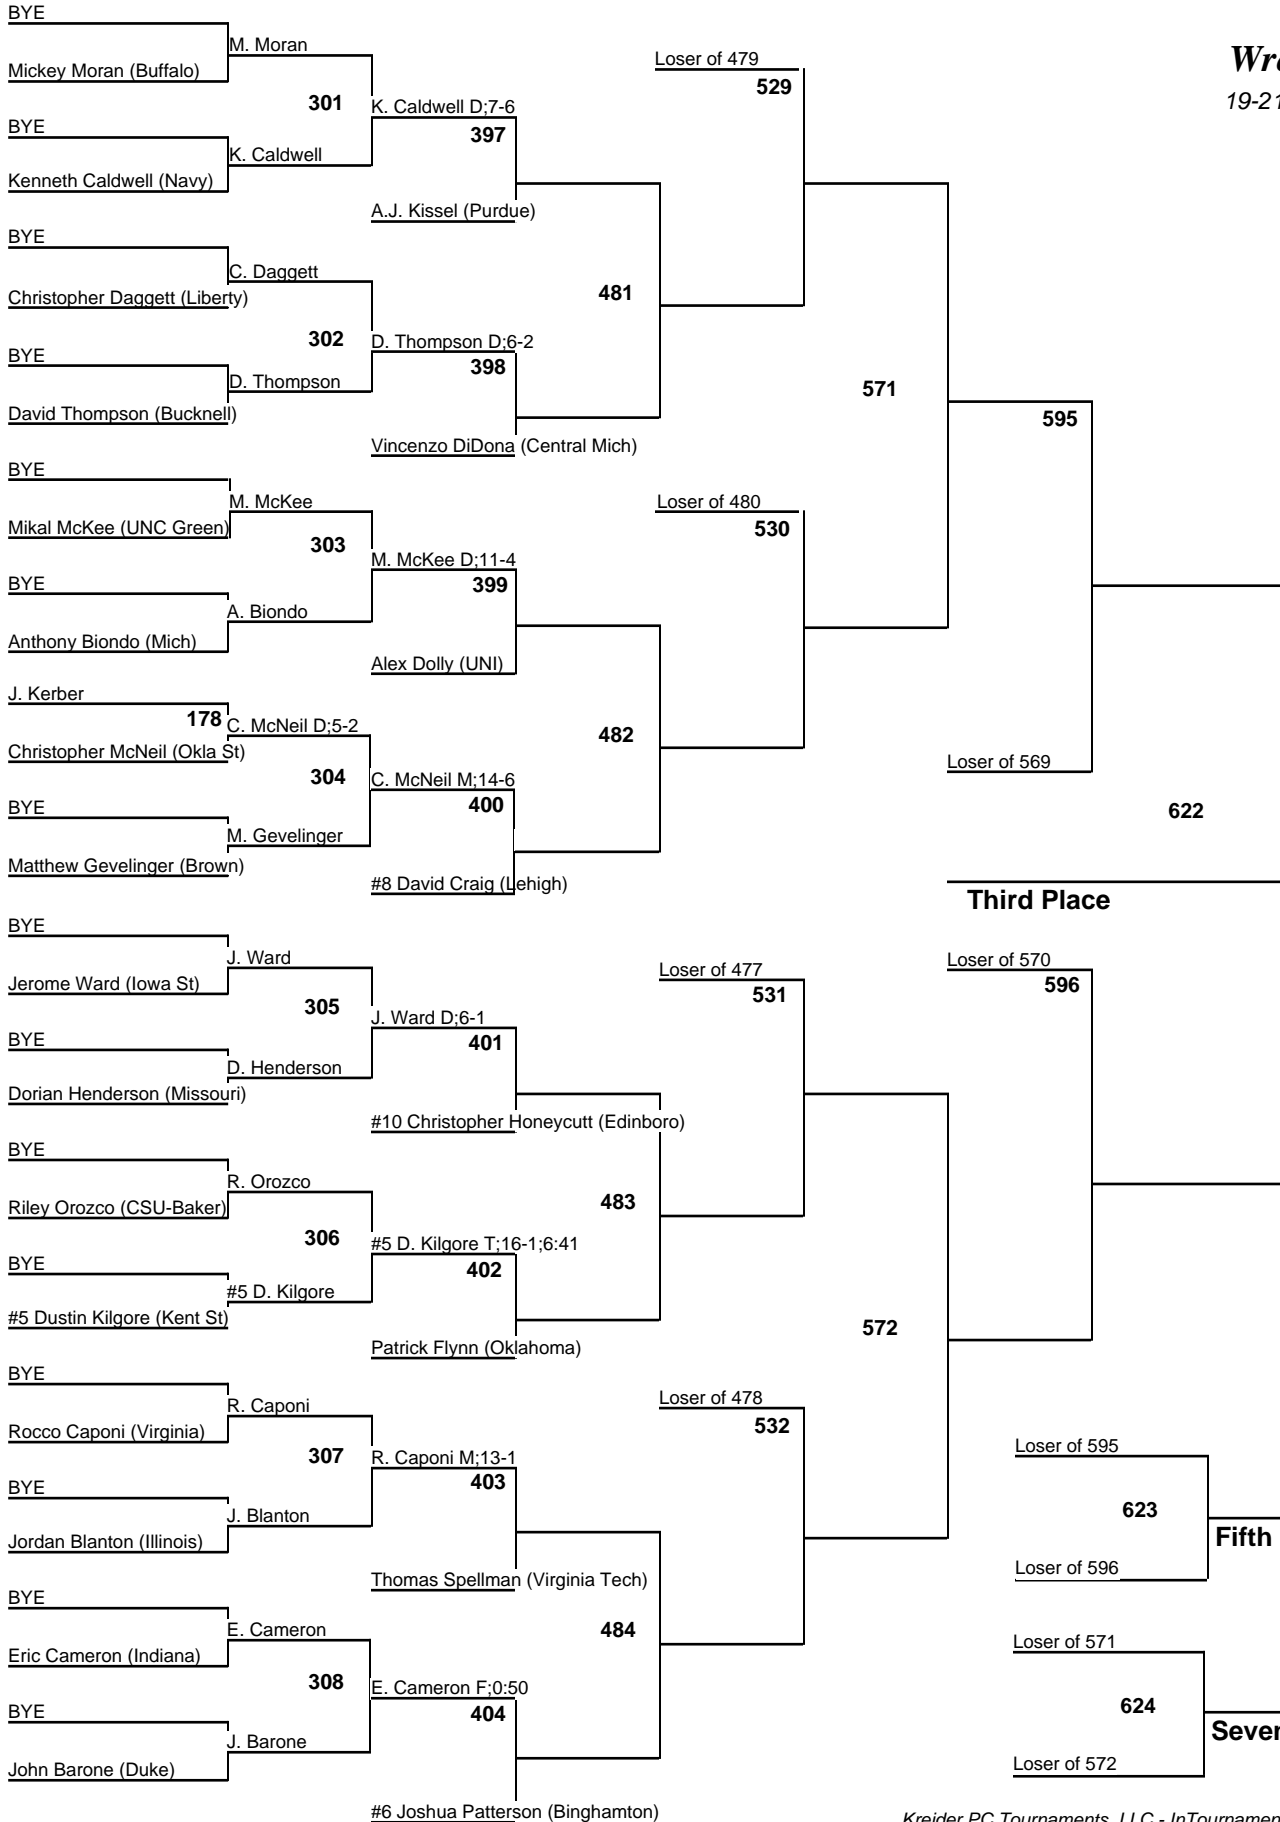 BYE
M. Moran
Mickey Moran (Buffalo)
301
K. Caldwell D;7-6
397
BYE
K. Caldwell
Kenneth Caldwell (Navy)
A.J. Kissel (Purdue)
BYE
C. Daggett
Christopher Daggett (Liberty)
302
D. Thompson D;6-2
398
BYE
D. Thompson
David Thompson (Bucknell)
Vincenzo DiDona (Central Mich)
481
Loser of 479
529
BYE
M. McKee
Mikal McKee (UNC Green)
303
M. McKee D;11-4
399
BYE
A. Biondo
Anthony Biondo (Mich)
Alex Dolly (UNI)
J. Kerber
178
C. McNeil D;5-2
Christopher McNeil (Okla St)
304
C. McNeil M;14-6
400
BYE
M. Gevelinger
Matthew Gevelinger (Brown)
#8 David Craig (Lehigh)
482
Loser of 480
530
571
595
Loser of 569
622
Third Place
19-21
BYE
J. Ward
Jerome Ward (Iowa St)
305
J. Ward D;6-1
401
BYE
D. Henderson
Dorian Henderson (Missouri)
#10 Christopher Honeycutt (Edinboro)
BYE
R. Orozco
Riley Orozco (CSU-Baker)
306
#5 D. Kilgore T;16-1;6:41
402
BYE
#5 D. Kilgore
#5 Dustin Kilgore (Kent St)
Patrick Flynn (Oklahoma)
483
Loser of 477
531
BYE
R. Caponi
Rocco Caponi (Virginia)
307
R. Caponi M;13-1
403
BYE
J. Blanton
Jordan Blanton (Illinois)
Thomas Spellman (Virginia Tech)
BYE
E. Cameron
Eric Cameron (Indiana)
308
E. Cameron F;0:50
404
BYE
J. Barone
John Barone (Duke)
#6 Joshua Patterson (Binghamton)
484
Loser of 478
532
572
Loser of 570
596
Loser of 595
623
Fifth
Loser of 596
Loser of 571
624
Loser of 572
Kreider PC Tournaments, LLC - InTournamen